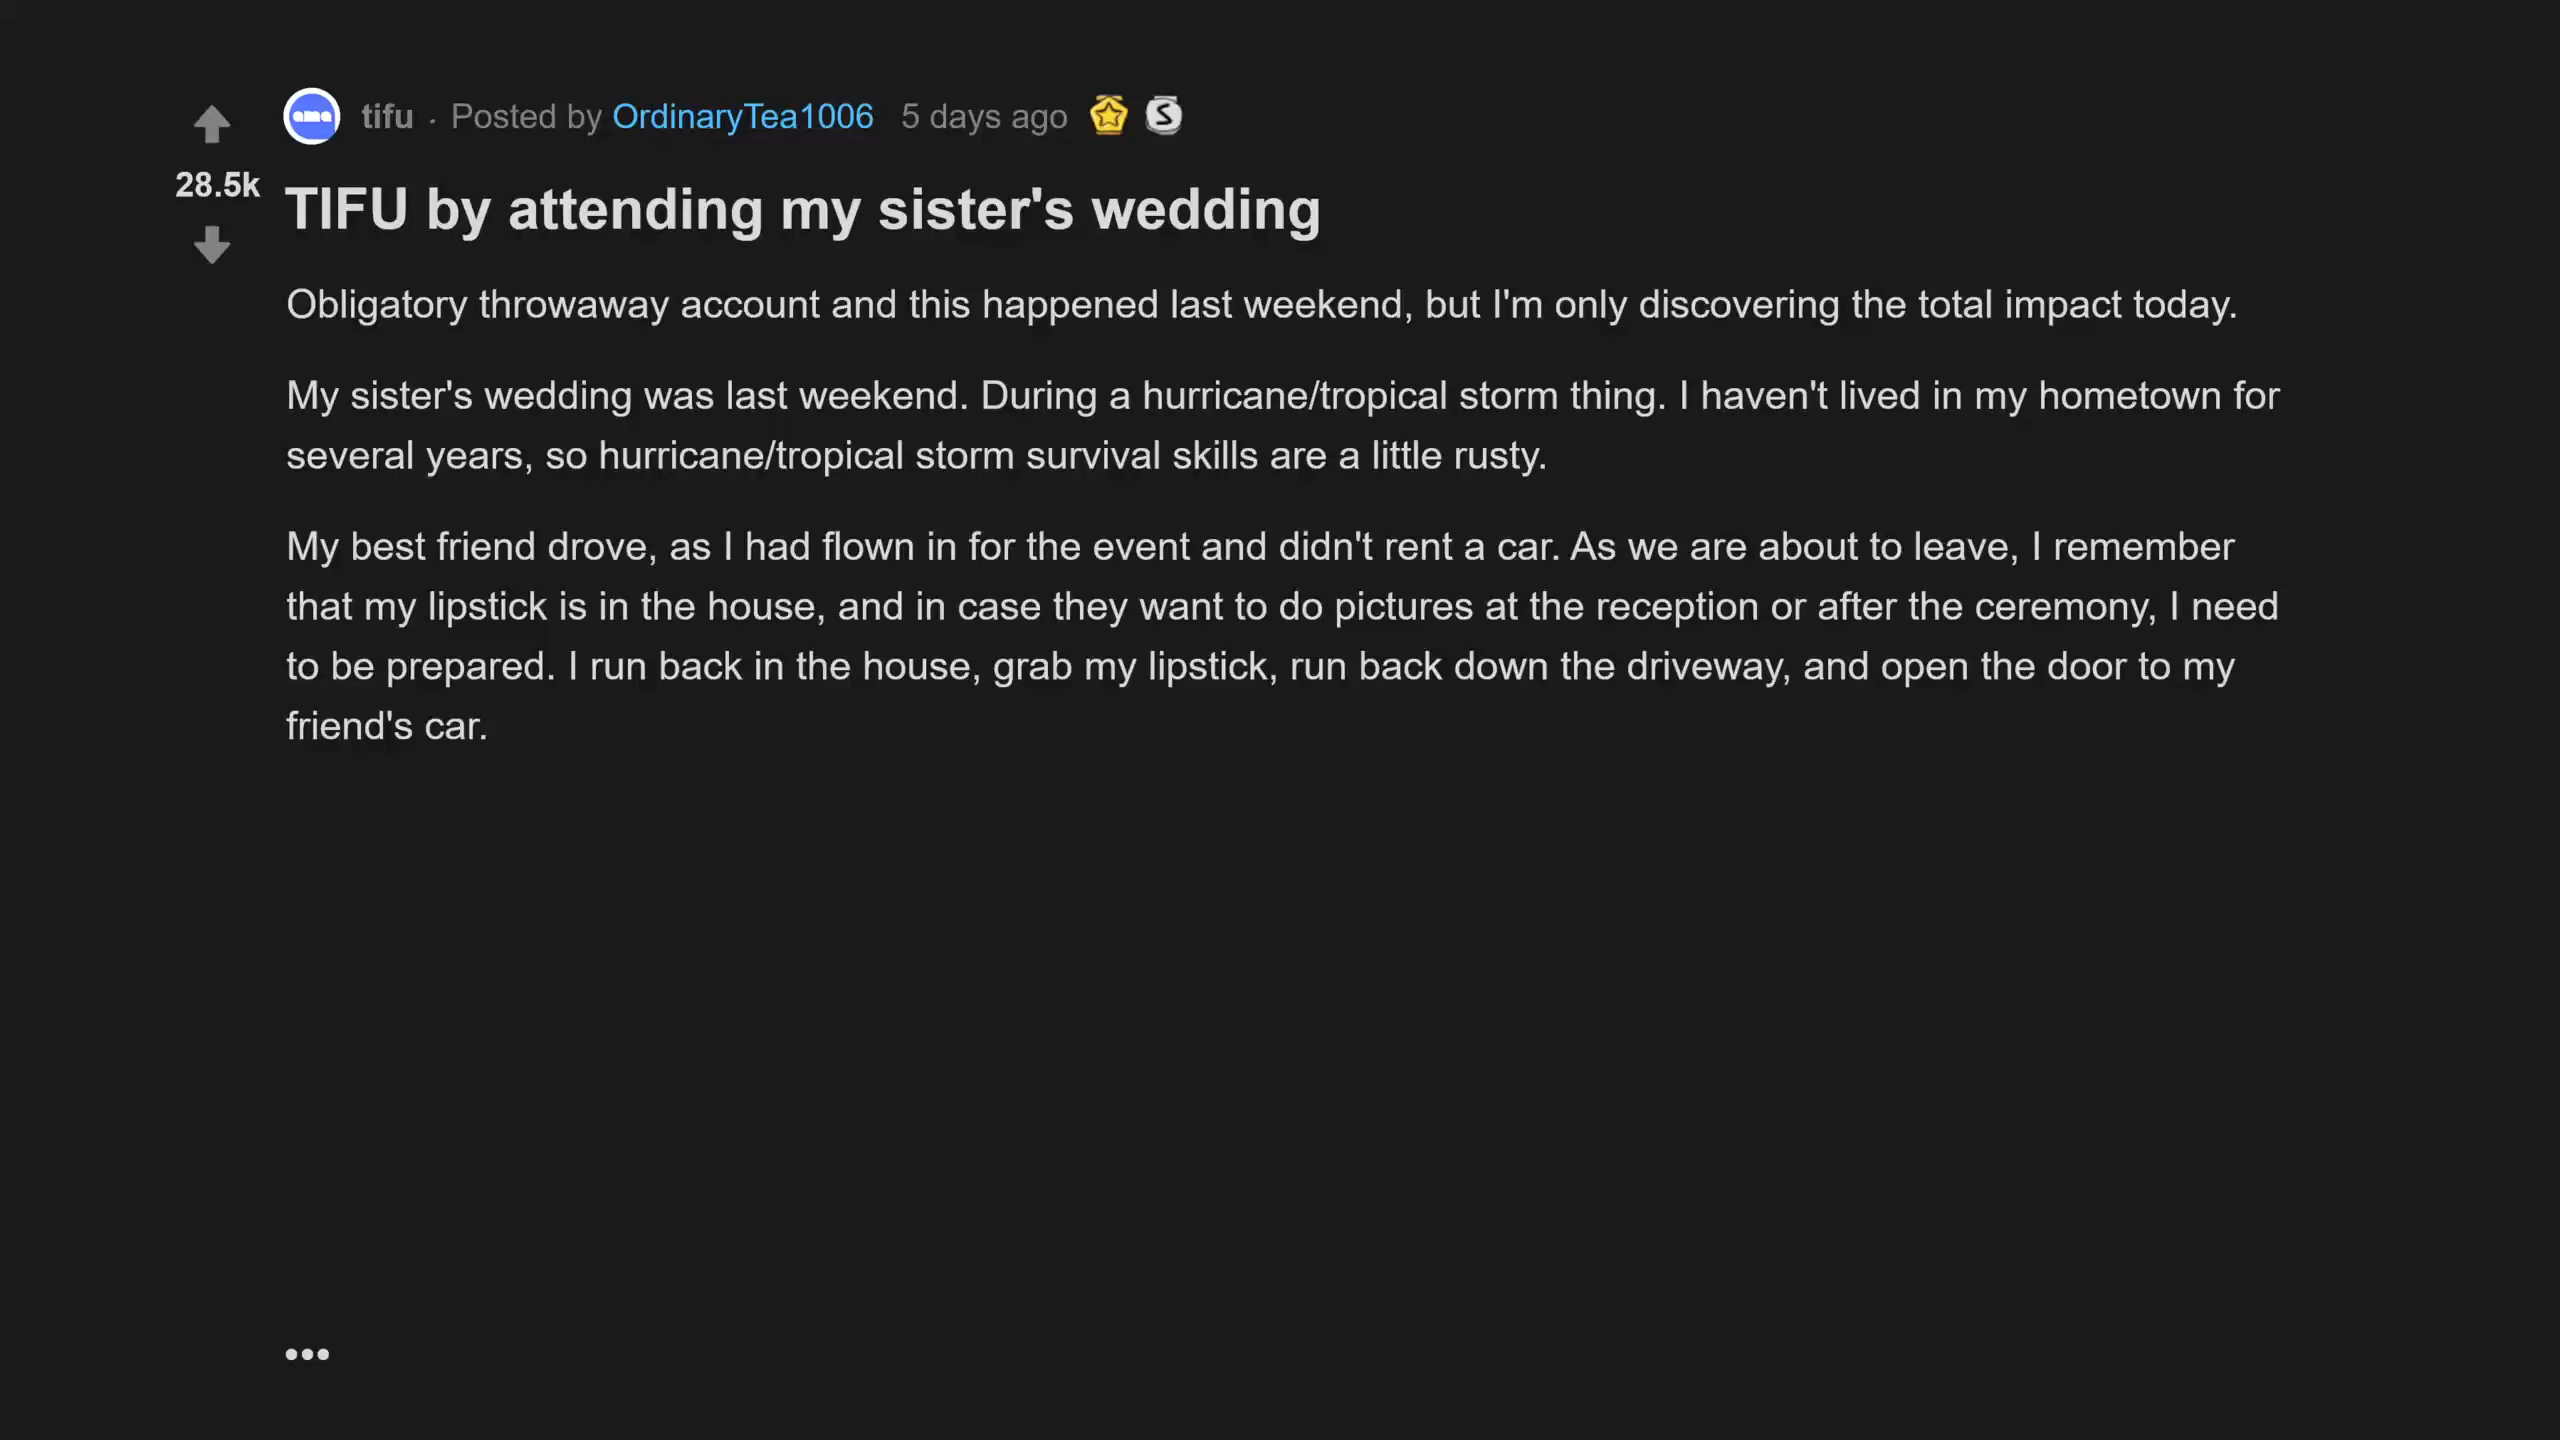 ama tifu · Posted by OrdinaryTea1006 5 days ago S
28.5k
TIFU by attending my sister's wedding
Obligatory throwaway account and this happened last weekend, but I'm only discovering the total impact today.
My sister's wedding was last weekend. During a hurricane/tropical storm thing. I haven't lived in my hometown for
several years, so hurricane/tropical storm survival skills are a little rusty.
My best friend drove, as I had flown in for the event and didn't rent a car. As we are about to leave, I remember
that my lipstick is in the house, and in case they want to do pictures at the reception or after the ceremony, I need
to be prepared. I run back in the house, grab my lipstick, run back down the driveway, and open the door to my
friend's car.
•••